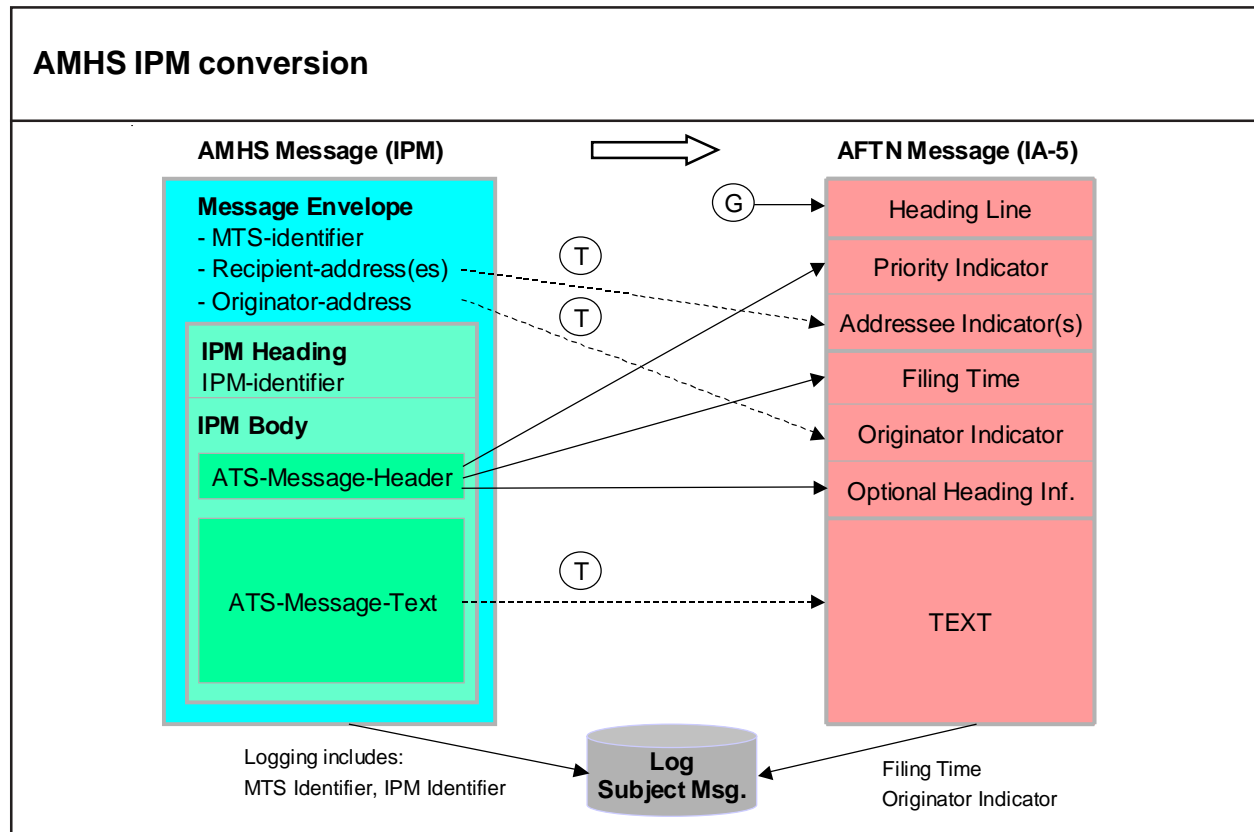 AMHS IPM conversion
AMHS Message (IPM)
AFTN Message (IA-5)
Message Envelope
- MTS-identifier
- Recipient-address(es)
- Originator-address
IPM Heading
IPM-identifier
IPM Body
ATS-Message-Header
ATS-Message-Text
G
T
T
T
Heading Line
Priority Indicator
Addressee Indicator(s)
Filing Time
Originator Indicator
Optional Heading Inf.
TEXT
Logging includes:
MTS Identifier, IPM Identifier
Log
Subject Msg.
Filing Time
Originator Indicator